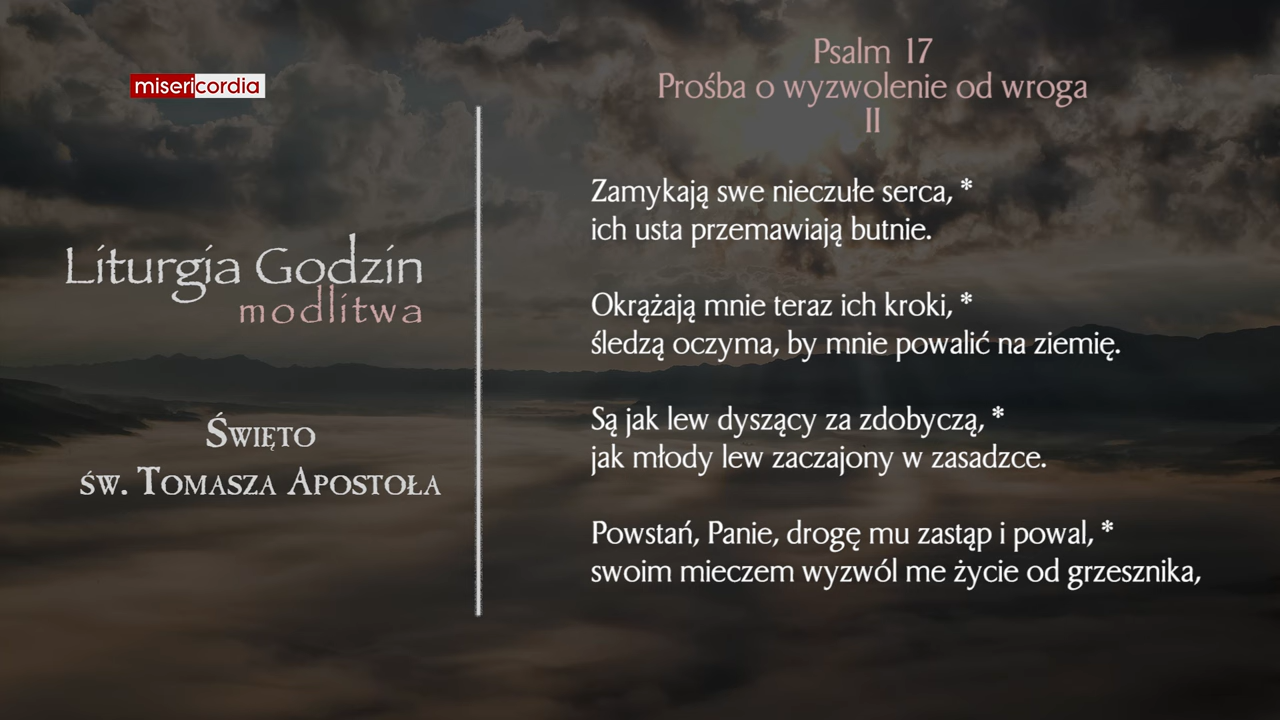 misericordia
Liturgia Godzin
modlitwa
Święto
św. Tomasza Apostoła
Psalm 17
Prośba o wyzwolenie od wroga
II
Zamykają swe nieczułe serca, *
ich usta przemawiają butnie.
Okrążają mnie teraz ich kroki, *
śledzą oczyma, by mnie powalić na ziemię.
Są jak lew dyszący za zdobyczą, *
jak młody lew zaczajony w zasadzce.
Powstań, Panie, drogę mu zastąp i powal, *
swoim mieczem wyzwól me życie od grzesznika,